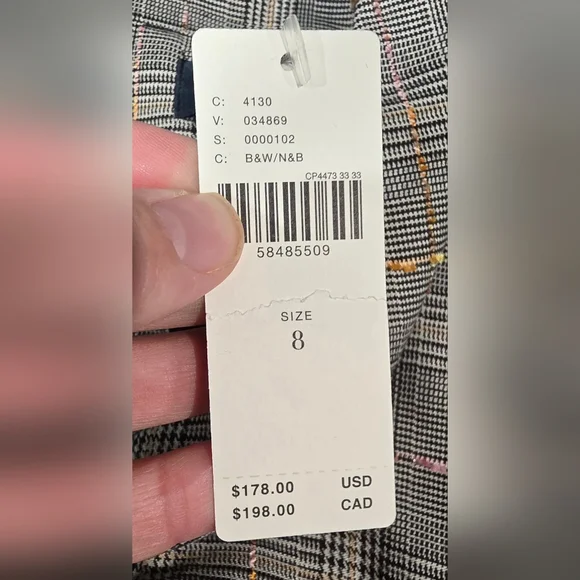 C: 4130
V: 034869
S: 0000102
C: B&W/N&B
CP4473 33 33
58485509
SIZE
8
$178.00 USD
$198.00 CAD